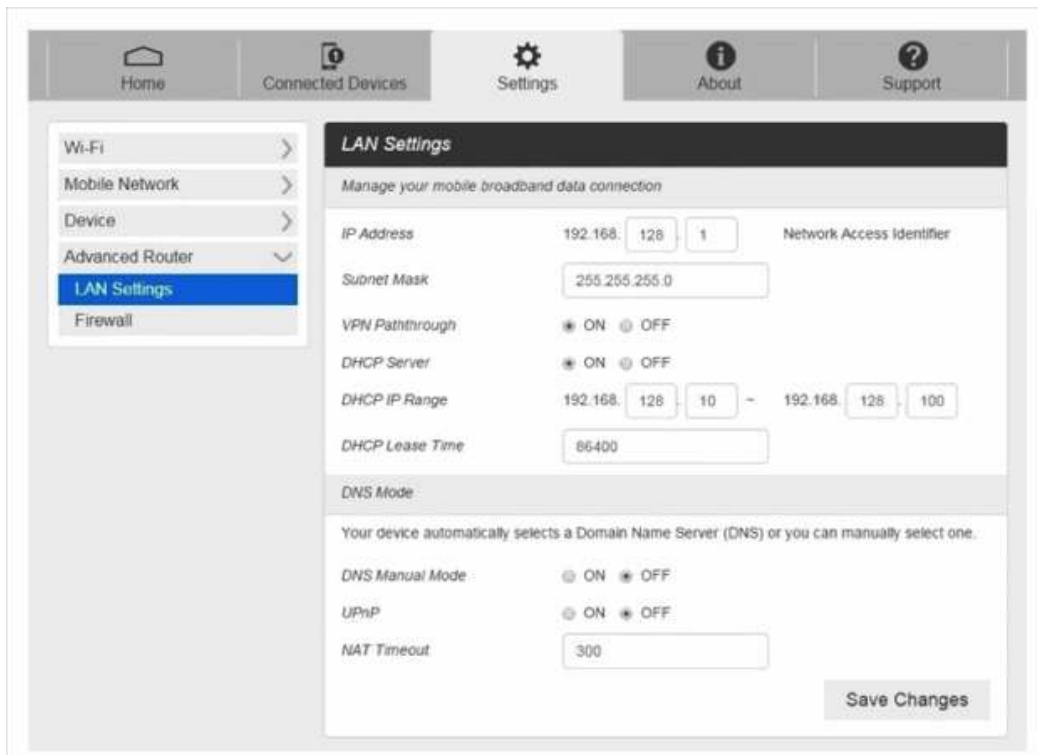 Home
Connected Devices
Settings
About
Support
Wi-Fi
Mobile Network
Device
Advanced Router
LAN Settings
Firewall
LAN Settings
Manage your mobile broadband data connection
IP Address 192.168. 128 . 1 Network Access Identifier
Subnet Mask 255.255.255.0
VPN Paththrough ON OFF
DHCP Server ON OFF
DHCP IP Range 192.168. 128 . 10 ~ 192.168. 128 . 100
DHCP Lease Time 86400
DNS Mode
Your device automatically selects a Domain Name Server (DNS) or you can manually select one.
DNS Manual Mode ON OFF
UPnP ON OFF
NAT Timeout 300
Save Changes